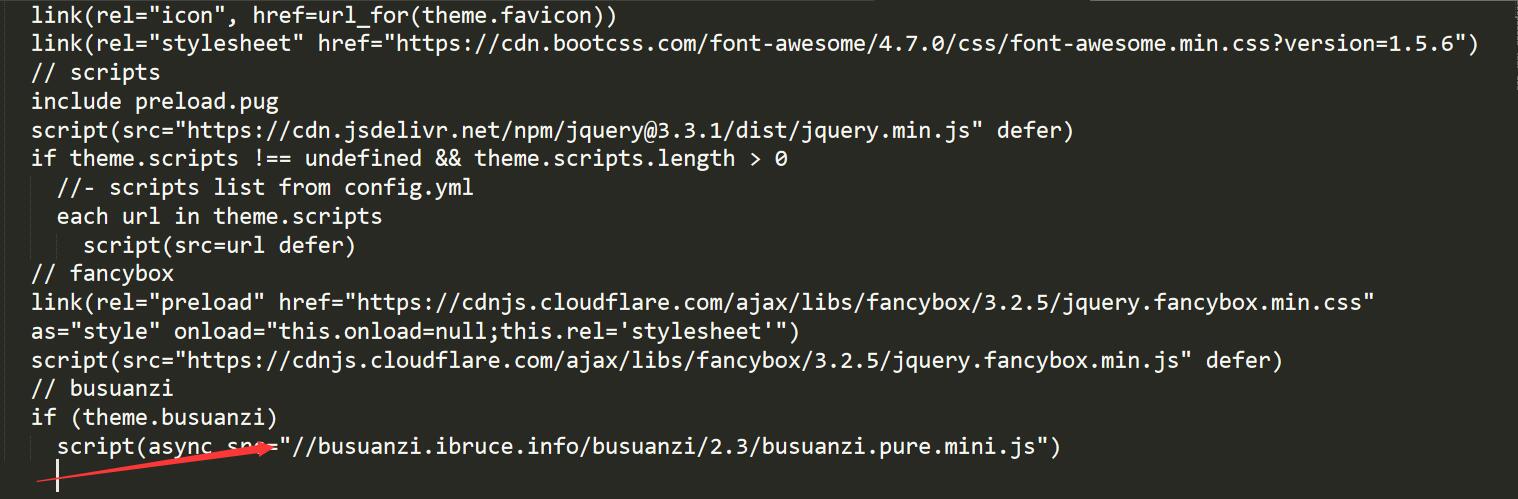 link(rel="icon", href=url_for(theme.favicon))
link(rel="stylesheet" href="https://cdn.bootcss.com/font-awesome/4.7.0/css/font-awesome.min.css?version=1.5.6")
// scripts
include preload.pug
script(src="https://cdn.jsdelivr.net/npm/jquery@3.3.1/dist/jquery.min.js" defer)
if theme.scripts !== undefined && theme.scripts.length > 0
  //- scripts list from config.yml
  each url in theme.scripts
    script(src=url defer)
// fancybox
link(rel="preload" href="https://cdnjs.cloudflare.com/ajax/libs/fancybox/3.2.5/jquery.fancybox.min.css"
as="style" onload="this.onload=null;this.rel='stylesheet'")
script(src="https://cdnjs.cloudflare.com/ajax/libs/fancybox/3.2.5/jquery.fancybox.min.js" defer)
// busuanzi
if (theme.busuanzi)
  script(async src="//busuanzi.ibruce.info/busuanzi/2.3/busuanzi.pure.mini.js")